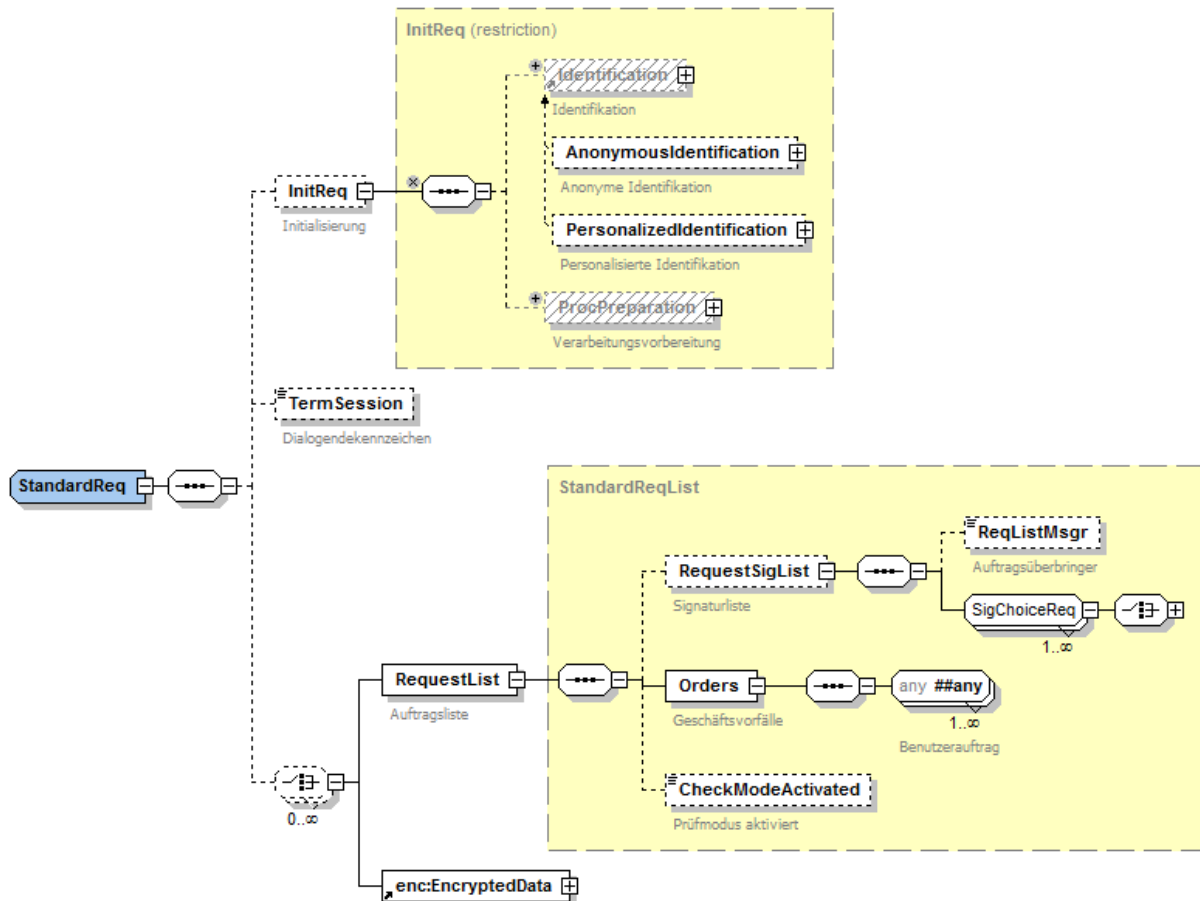 InitReq (restriction)
Identification
Identifikation
AnonymousIdentification
Anonyme Identifikation
InitReq
Initialisierung
PersonalizedIdentification
Personalisierte Identifikation
ProcPreparation
Verarbeitungsvorbereitung
TermSession
Dialogendekennzeichen
StandardReq
StandardReqList
ReqListMsgr
Auftragsüberbringer
RequestSigList
Signaturliste
SigChoiceReq
1..∞
RequestList
Auftragsliste
Orders
Geschäftsvorfälle
any ##any
1..∞
Benutzerauftrag
CheckModeActivated
Prüfmodus aktiviert
0..∞
enc:EncryptedData